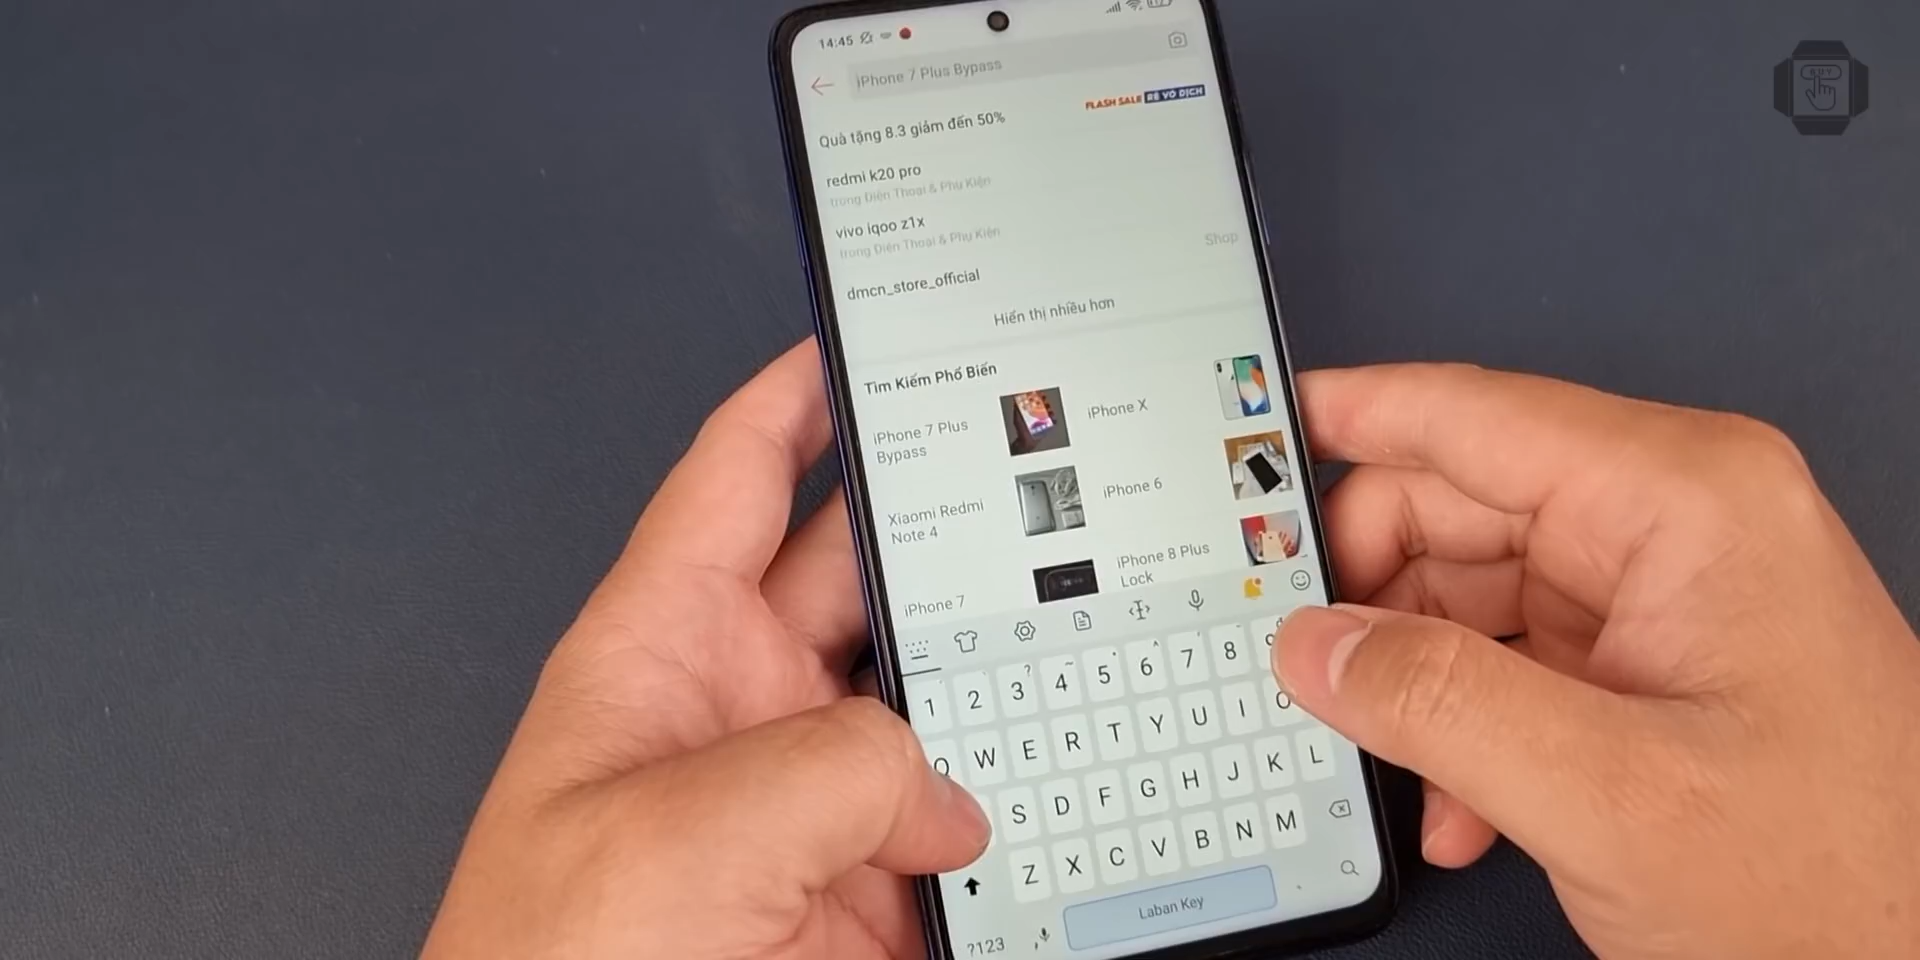 14:45
iPhone 7 Plus Bypass
Quà tặng 8.3 giảm đến 50%
FLASH SALE RẺ VÔ ĐỊCH
redmi k20 pro
trong Điện Thoại & Phụ Kiện
vivo iqoo z1x
trong Điện Thoại & Phụ Kiện
dmcn_store_official
Shop
Hiển thị nhiều hơn
Tìm Kiếm Phổ Biến
iPhone 7 Plus
Bypass
iPhone X
Xiaomi Redmi
Note 4
iPhone 6
iPhone 7
iPhone 8 Plus
Lock
1 2 3 4 5 6 7 8 9
Q W E R T Y U I O
S D F G H J K L
Z X C V B N M
?123 , Laban Key .
BUY